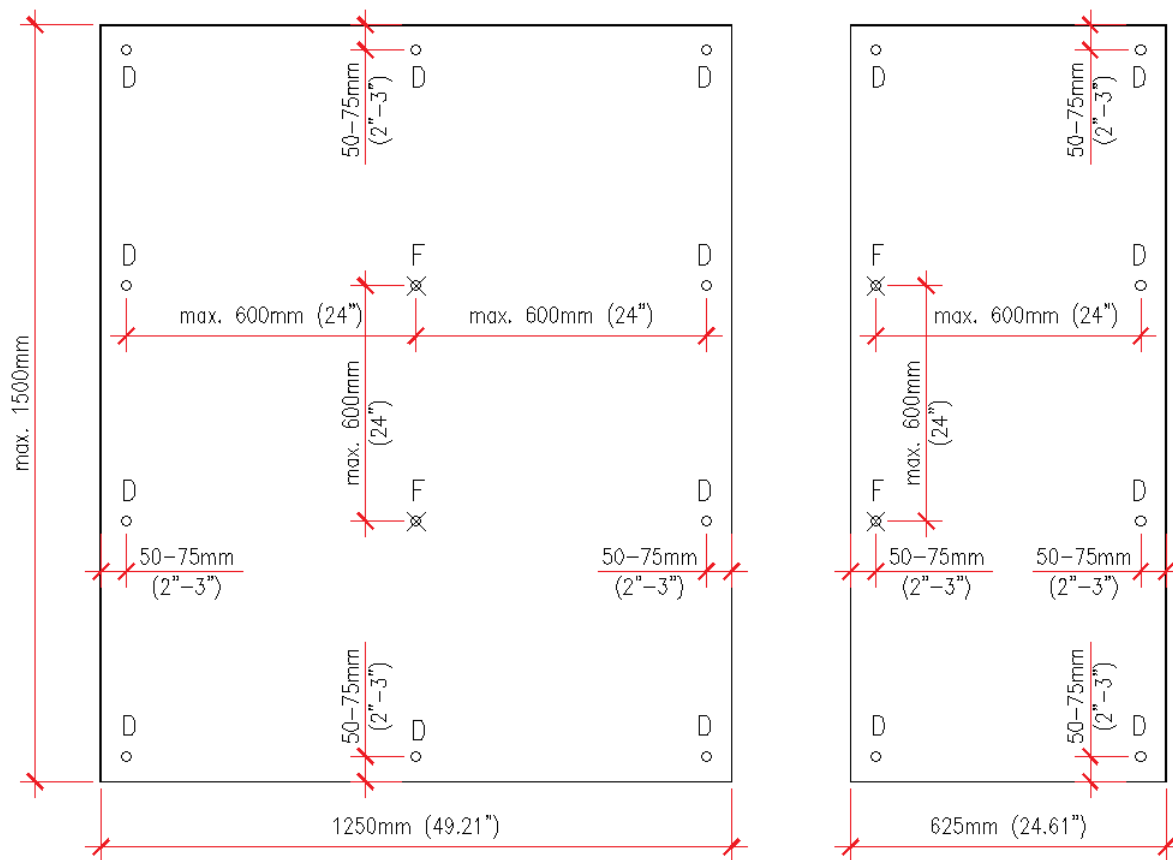 D
D
D
50-75mm
(2"-3")
D
F
D
max. 600mm (24")
max. 600mm (24")
max. 1500mm
max. 600mm
(24")
D
F
D
50-75mm
(2"-3")
50-75mm
(2"-3")
50-75mm
(2"-3")
D
D
D
1250mm (49.21")
D
D
50-75mm
(2"-3")
F
D
max. 600mm (24")
max. 600mm
(24")
F
D
50-75mm
(2"-3")
50-75mm
(2"-3")
50-75mm
(2"-3")
D
D
625mm (24.61")